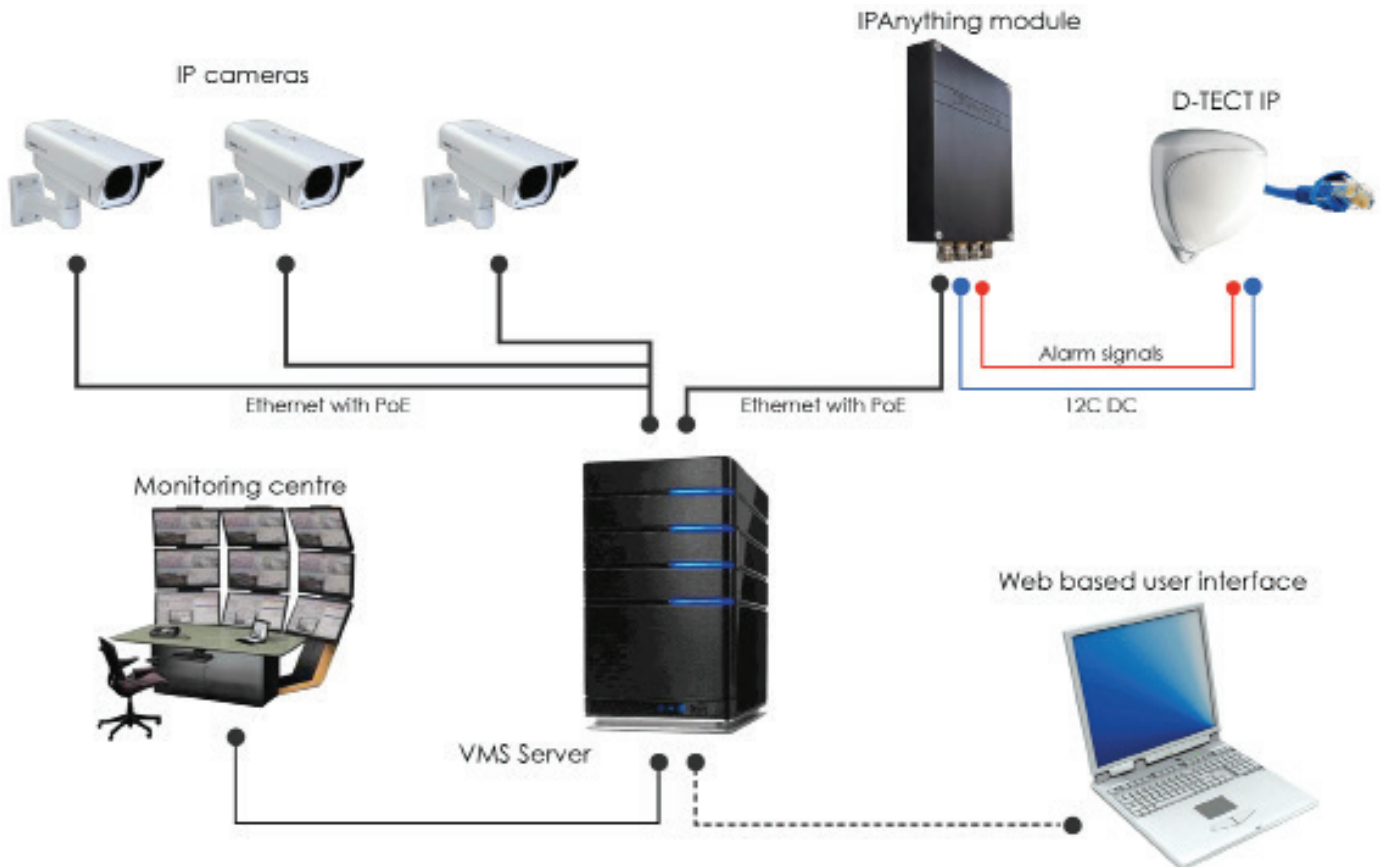 IPAnything module
IP cameras
D-TECT IP
Alarm signals
Ethernet with PoE
Ethernet with PoE
12C DC
Monitoring centre
Web based user interface
VMS Server